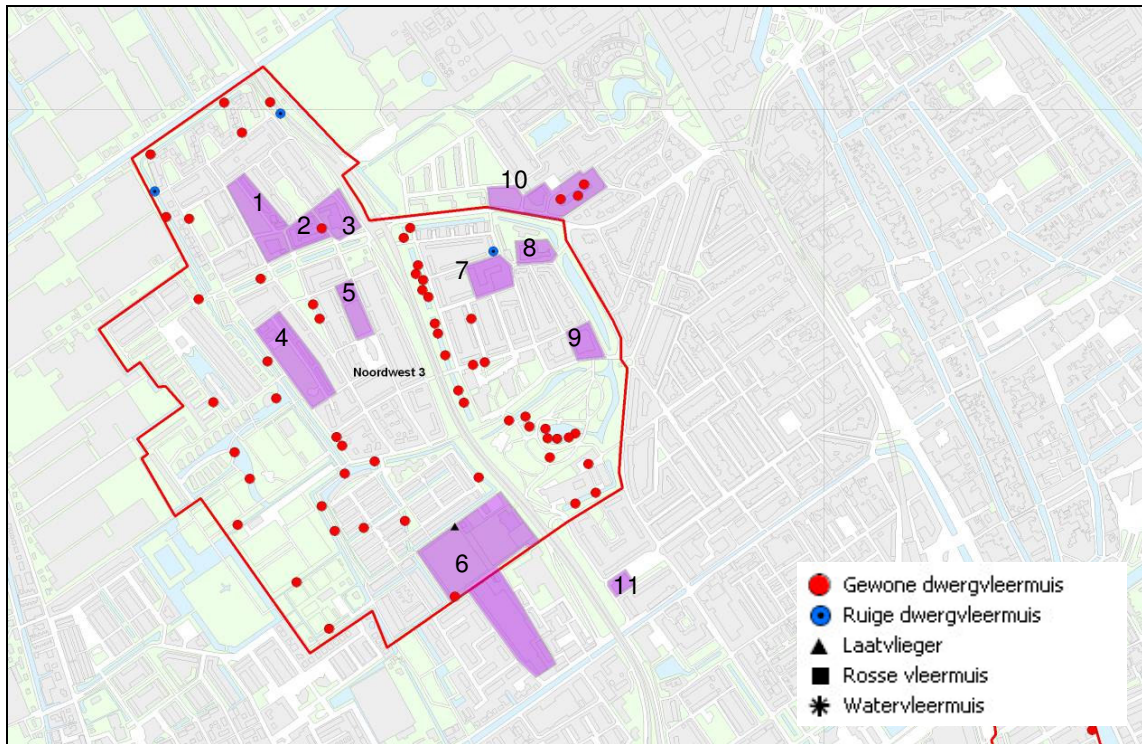 10
1
2
3
8
7
5
4
9
Noordwest 3
6
11
Gewone dwergvleermuis
Ruige dwergvleermuis
Laatvlieger
Rosse vleermuis
Watervleermuis